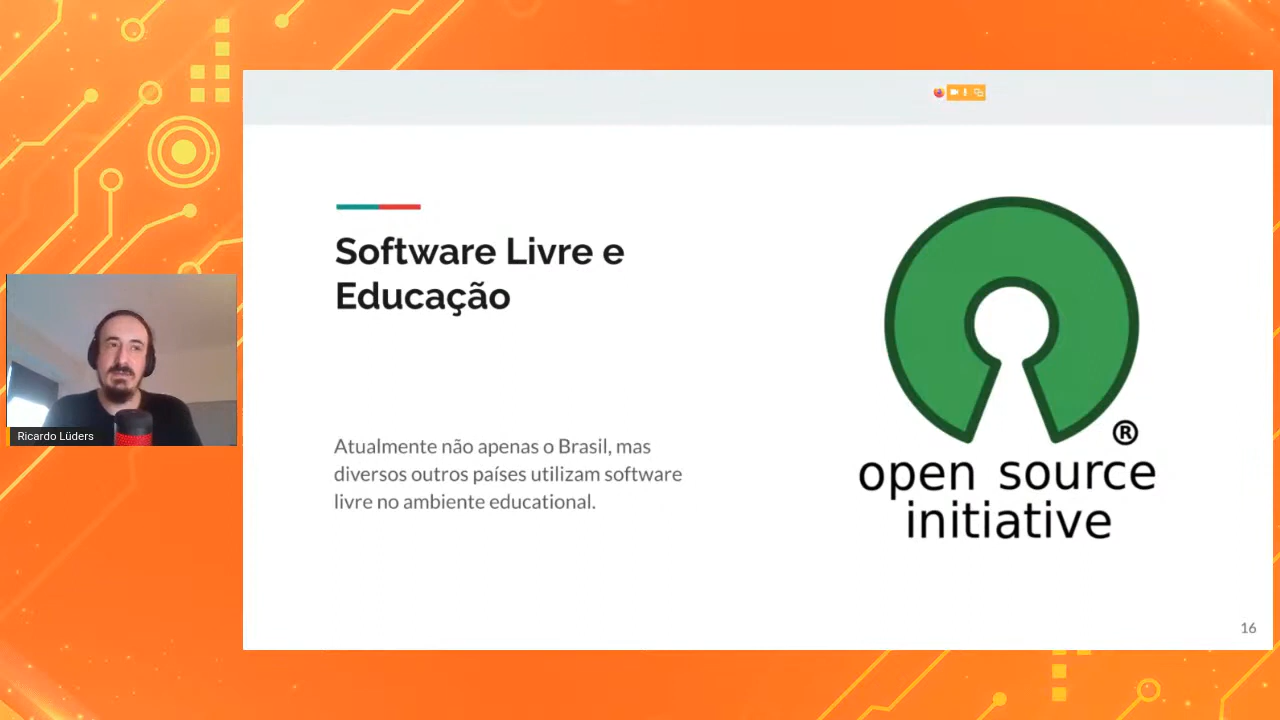 Software Livre e
Educação
Atualmente não apenas o Brasil, mas
diversos outros países utilizam software
livre no ambiente educational.
open source
initiative
®
16
Ricardo Lüders